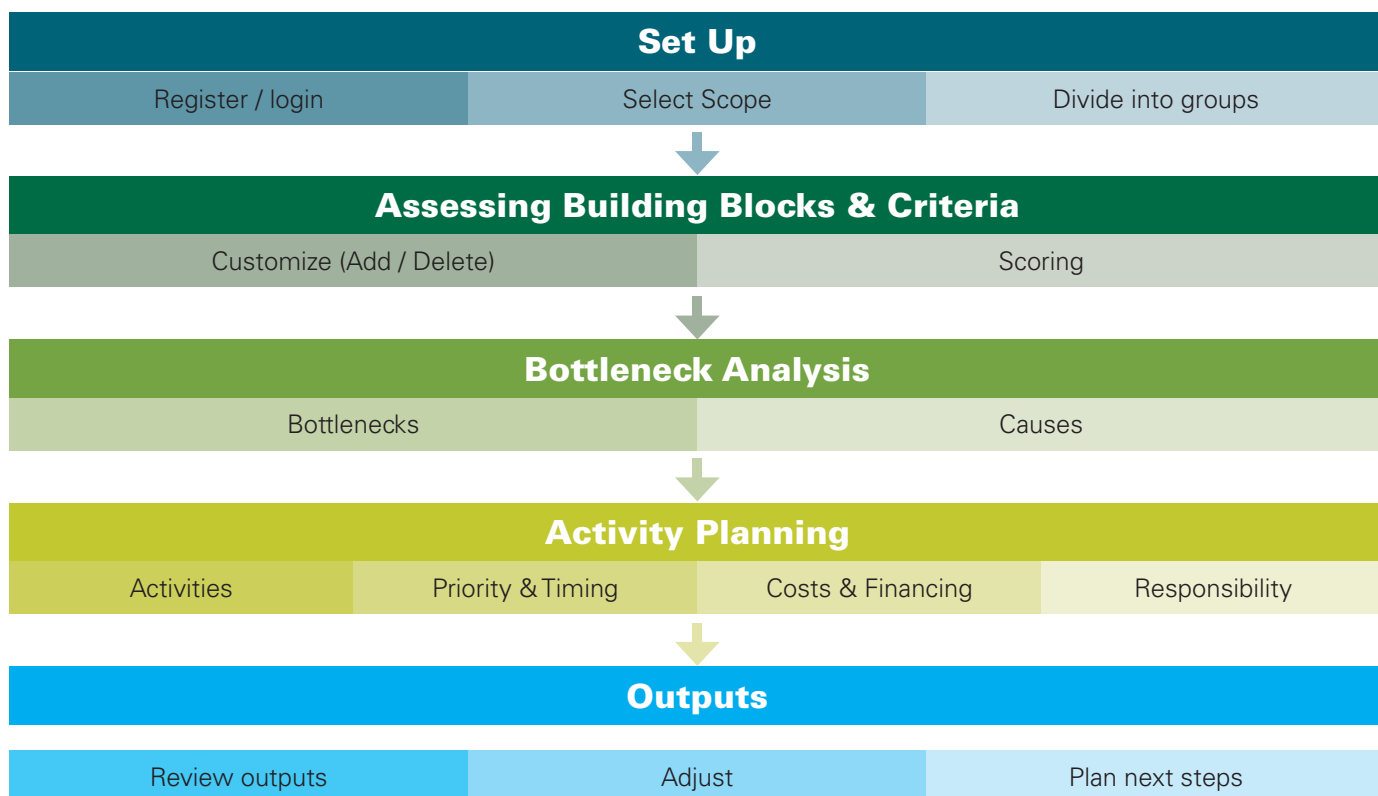 Set Up
Register / login
Select Scope
Divide into groups
Assessing Building Blocks & Criteria
Customize (Add / Delete)
Scoring
Bottleneck Analysis
Bottlenecks
Causes
Activity Planning
Activities
Priority & Timing
Costs & Financing
Responsibility
Outputs
Review outputs
Adjust
Plan next steps